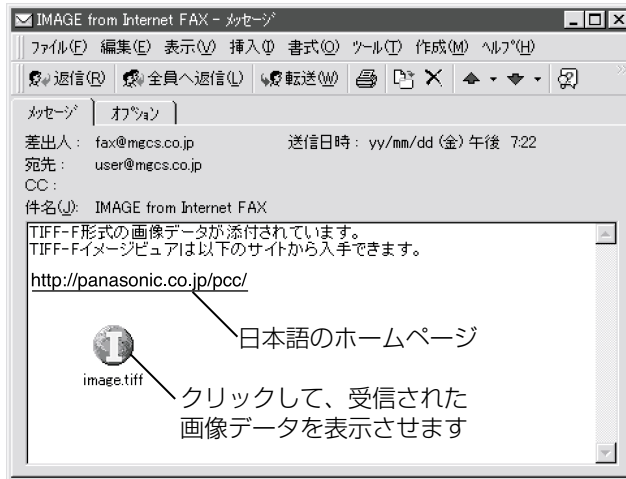 IMAGE from Internet FAX - メッセージ
ファイル(F) 編集(E) 表示(V) 挿入(I) 書式(O) ツール(T) 作成(M) ヘルプ(H)
返信(R) 全員へ返信(L) 転送(W)
メッセージ オプション
差出人: fax@mgcs.co.jp 送信日時: yy/mm/dd (金) 午後 7:22
宛先: user@mgcs.co.jp
CC:
件名(J): IMAGE from Internet FAX
TIFF-F形式の画像データが添付されています。
TIFF-Fイメージビュアは以下のサイトから入手できます。
http://panasonic.co.jp/pcc/
日本語のホームページ
image.tiff
クリックして、受信された
画像データを表示させます